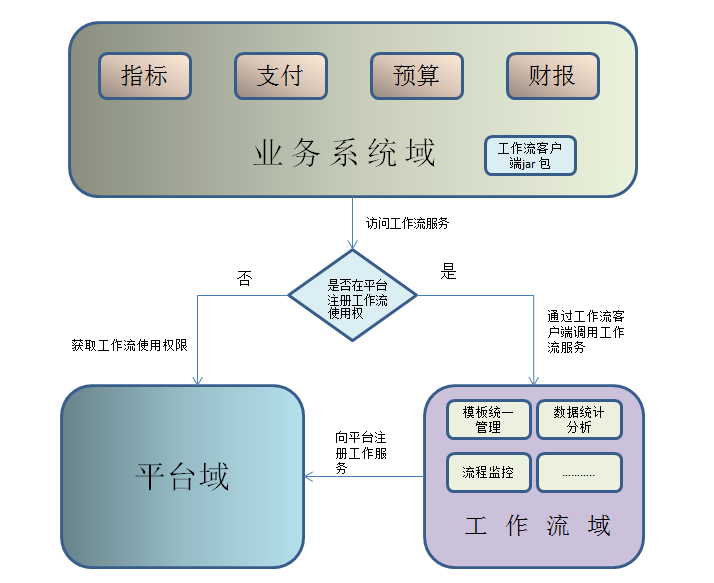 指标
支付
预算
财报
业务系统域
工作流客户
端jar 包
访问工作流服务
否
是
是否在平台
注册工作流
使用权
获取工作流使用权限
通过工作流客
户端调用工作
流服务
平台域
向平台注
册工作服
务
模板统一
管理
数据统计
分析
流程监控
...........
工作流域